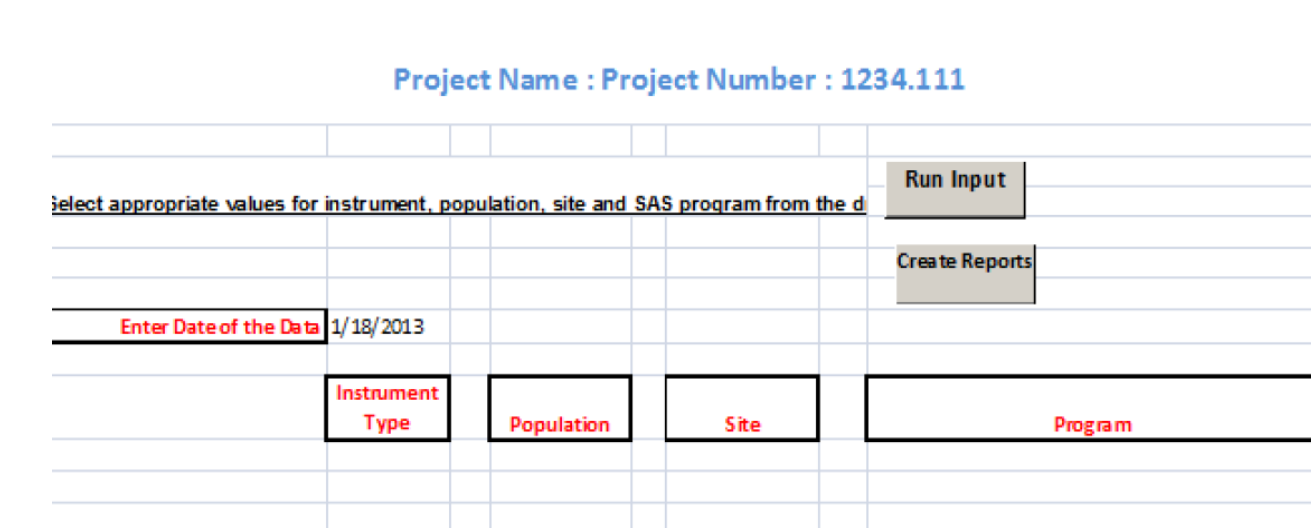 Project Name : Project Number : 1234.111
Run Input
Select appropriate values for instrument, population, site and SAS program from the d
Create Reports
Enter Date of the Data 1/18/2013
Instrument
Type Population Site Program